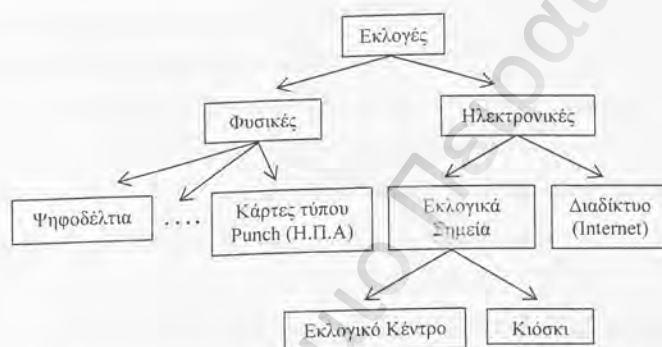 Εκλογές
Φυσικές
Ηλεκτρονικές
Ψηφοδέλτια
....
Κάρτες τύπου
Punch (Η.Π.Α)
Εκλογικά
Σημεία
Διαδίκτυο
(Internet)
Εκλογικό Κέντρο
Κιόσκι